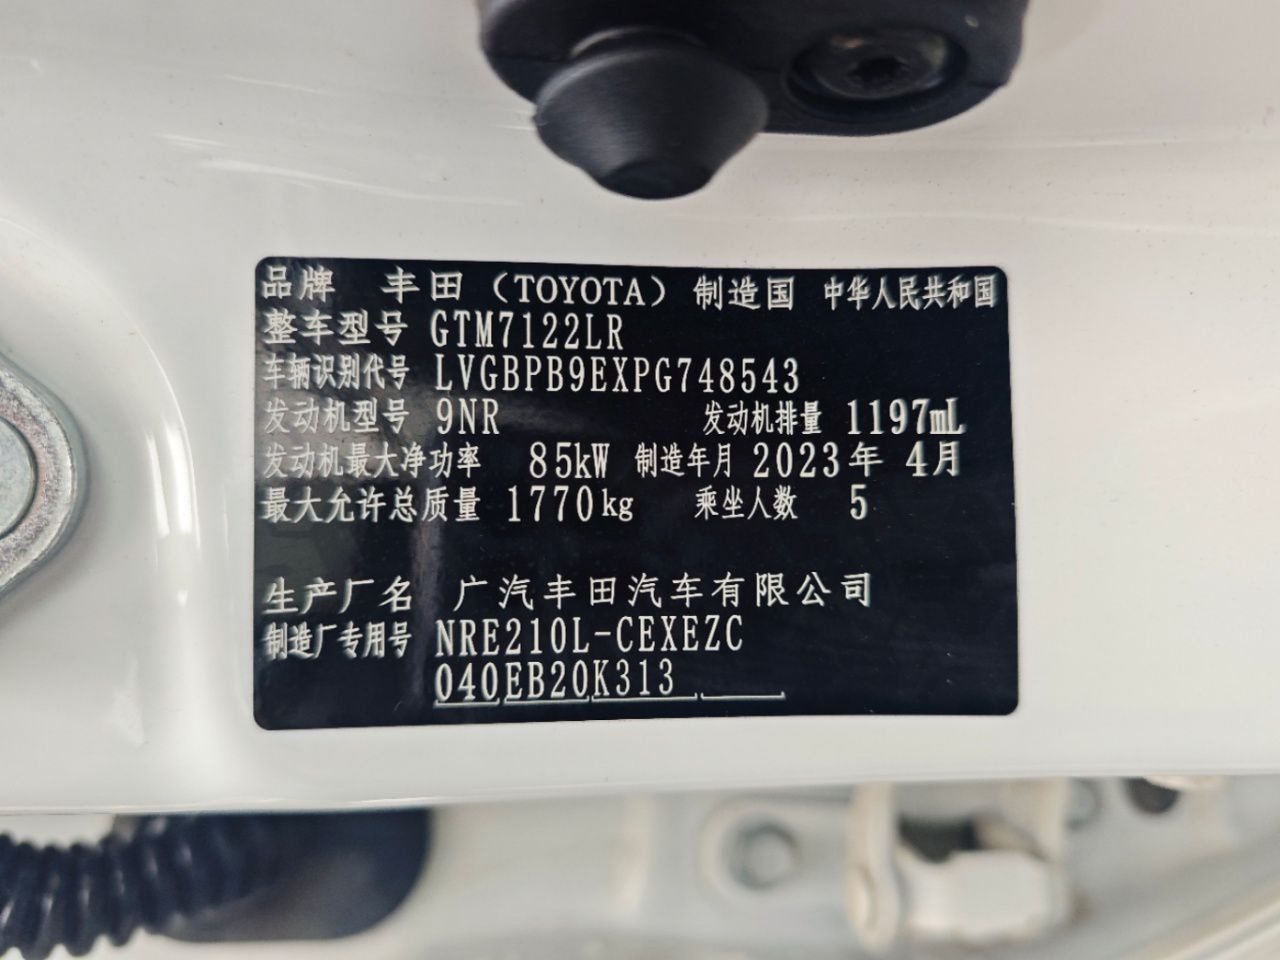 品牌 丰田（TOYOTA） 制造国 中华人民共和国
整车型号 GTM7122LR
车辆识别代号 LVGBPB9EXPG748543
发动机型号 9NR 发动机排量 1197mL
发动机最大净功率 85kW 制造年月 2023年 4月
最大允许总质量 1770kg 乘坐人数 5
生产厂名 广汽丰田汽车有限公司
制造厂专用号 NRE210L-CEXEZC
040EB20K313